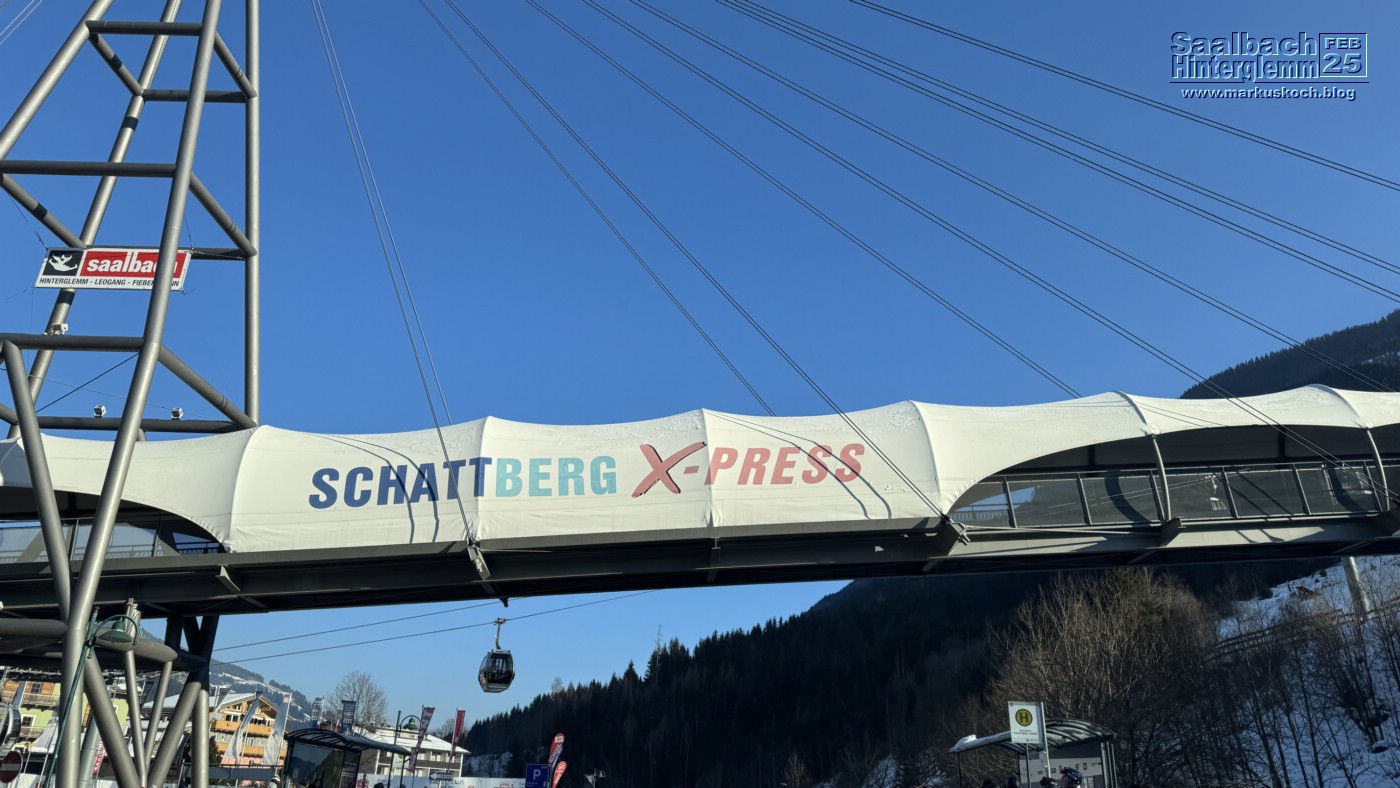 Saalbach FEB
Hinterglemm 25
www.markuskoch.blog
saalbach
HINTERGLEMM - LEOGANG - FIEBERBRUNN
SCHATTBERG X-PRESS
H
P